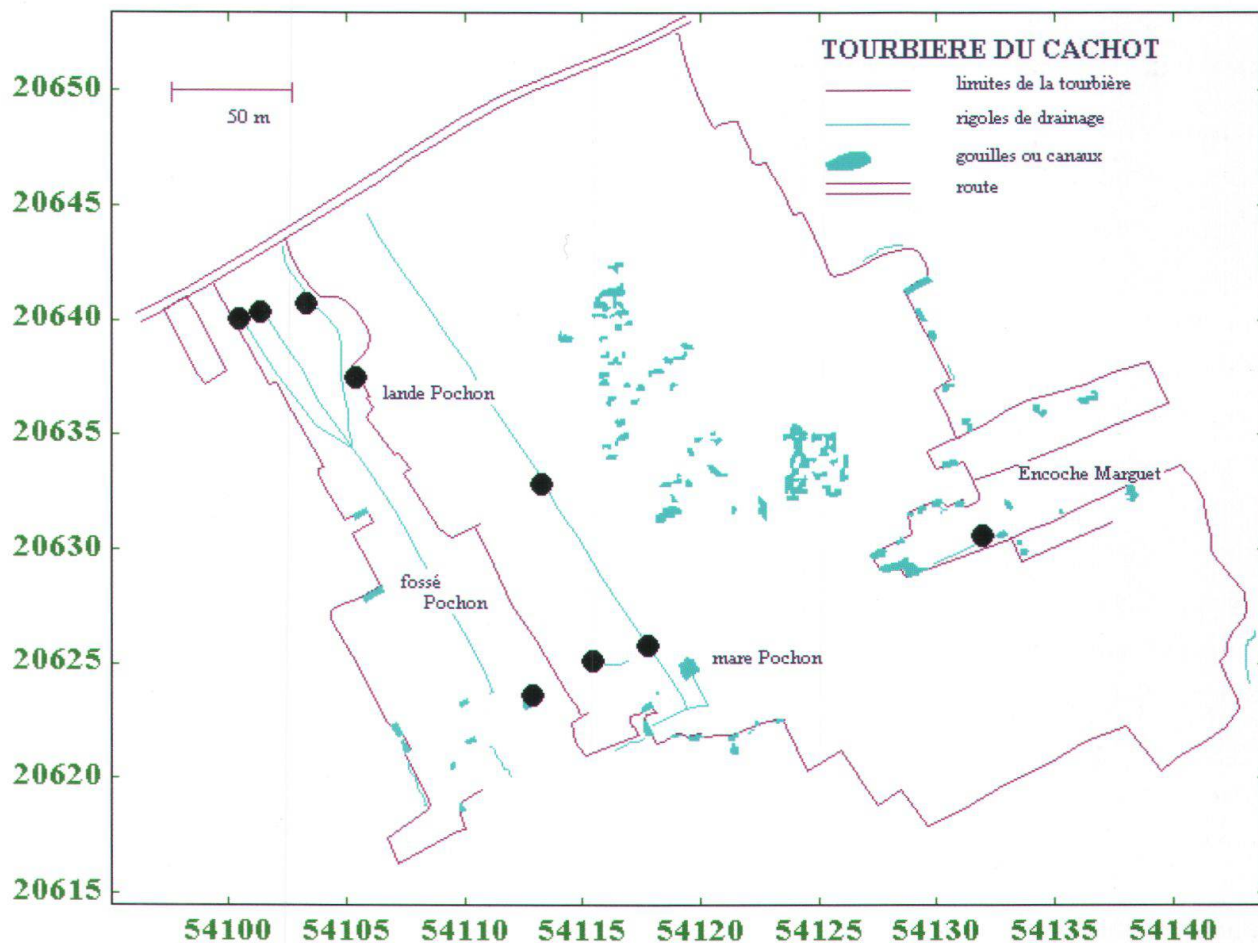 TOURBIERE DU CACHOT
limites de la tourbière
rigoles de drainage
gouilles ou canaux
route
50 m
20650
20645
20640
20635
20630
20625
20620
20615
lande Pochon
Encoche Marguet
fossé
Pochon
mare Pochon
54100 54105 54110 54115 54120 54125 54130 54135 54140